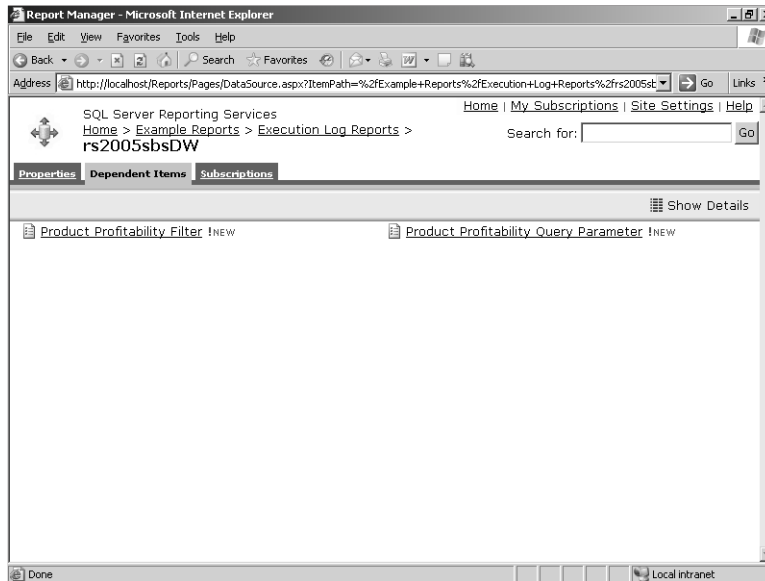 Report Manager - Microsoft Internet Explorer
File Edit View Favorites Tools Help
Back Search Favorites
Address http://localhost/Reports/Pages/DataSource.aspx?ItemPath=%2fExample+Reports%2fExecution+Log+Reports%2frs2005sb Go Links
SQL Server Reporting Services
Home | My Subscriptions | Site Settings | Help
Home > Example Reports > Execution Log Reports >
rs2005sbsDW
Search for: Go
Properties Dependent Items Subscriptions
Show Details
Product Profitability Filter !NEW Product Profitability Query Parameter !NEW
Done Local intranet